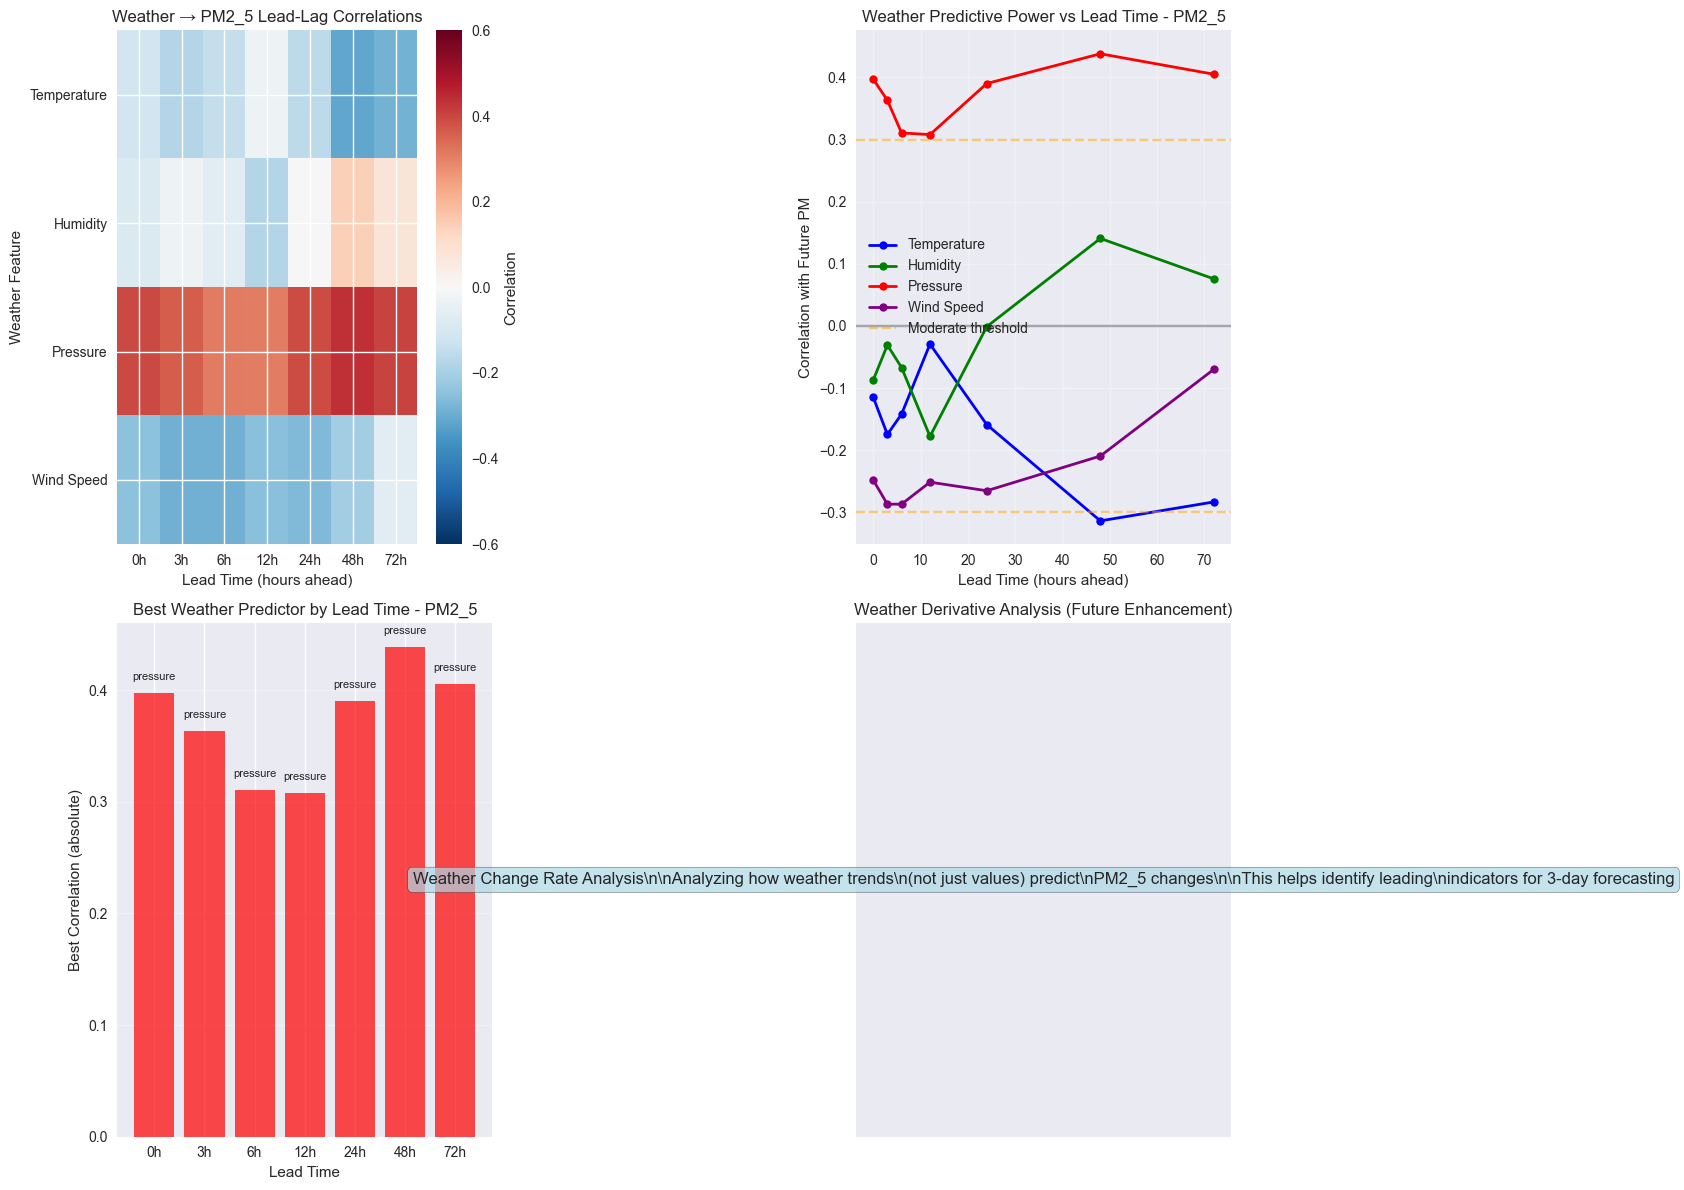 Weather → PM2_5 Lead-Lag Correlations
Weather Feature
Temperature
Humidity
Pressure
Wind Speed
0h 3h 6h 12h 24h 48h 72h
Lead Time (hours ahead)
0.6
0.4
0.2
0.0
−0.2
−0.4
−0.6
Correlation
Weather Predictive Power vs Lead Time - PM2_5
Correlation with Future PM
0.4
0.3
0.2
0.1
0.0
−0.1
−0.2
−0.3
Temperature
Humidity
Pressure
Wind Speed
Moderate threshold
0 10 20 30 40 50 60 70
Lead Time (hours ahead)
Best Weather Predictor by Lead Time - PM2_5
Best Correlation (absolute)
0.4
0.3
0.2
0.1
0.0
pressure
pressure
pressure
pressure
pressure
pressure
pressure
0h 3h 6h 12h 24h 48h 72h
Lead Time
Weather Derivative Analysis (Future Enhancement)
Weather Change Rate Analysis\n\nAnalyzing how weather trends\n(not just values) predict\nPM2_5 changes\n\nThis helps identify leading\nindicators for 3-day forecasting